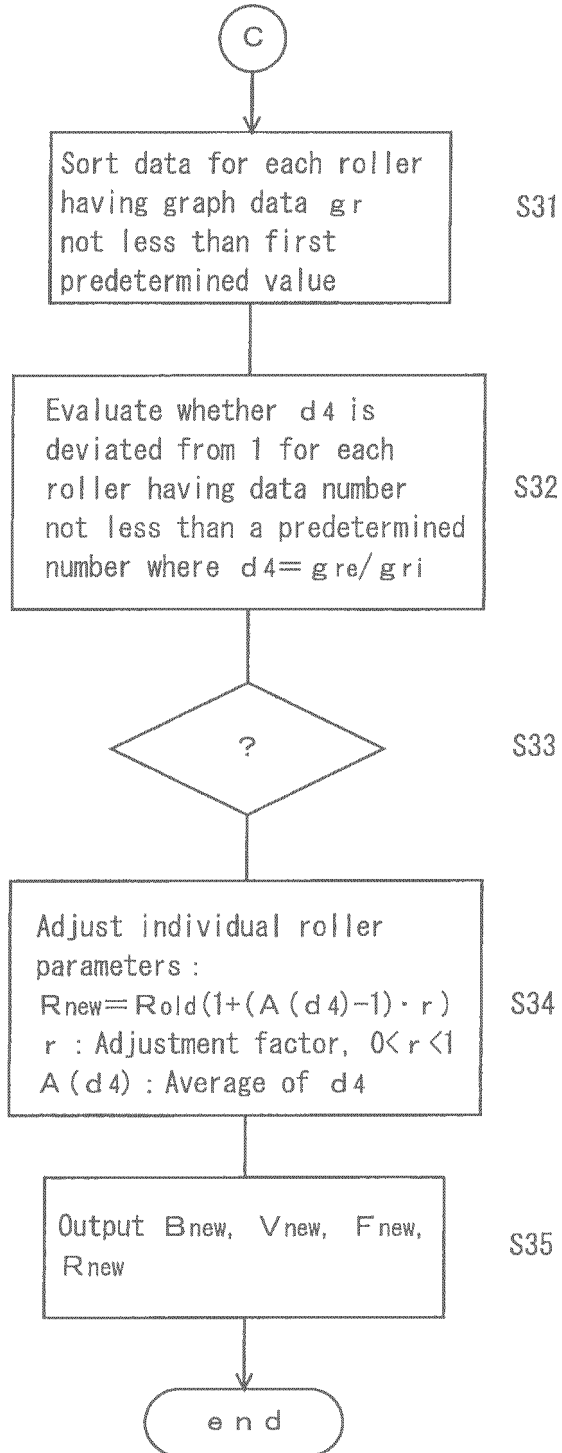 C
Sort data for each roller
having graph data gr
not less than first
predetermined value
S31
Evaluate whether d4 is
deviated from 1 for each
roller having data number
not less than a predetermined
number where d4=gre/gri
S32
?
S33
Adjust individual roller
parameters:
Rnew=Rold(1+(A(d4)-1)·r)
r : Adjustment factor, 0<r<1
A(d4) : Average of d4
S34
Output Bnew, Vnew, Fnew,
Rnew
S35
end